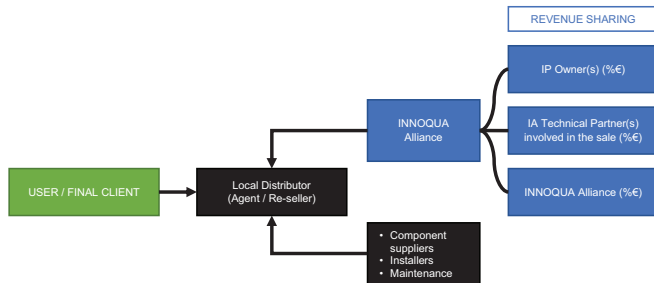 REVENUE SHARING
IP Owner(s) (%€)
INNOQUA
Alliance
IA Technical Partner(s)
involved in the sale (%€)
USER / FINAL CLIENT
Local Distributor
(Agent / Re-seller)
INNOQUA Alliance (%€)
• Component
suppliers
• Installers
• Maintenance